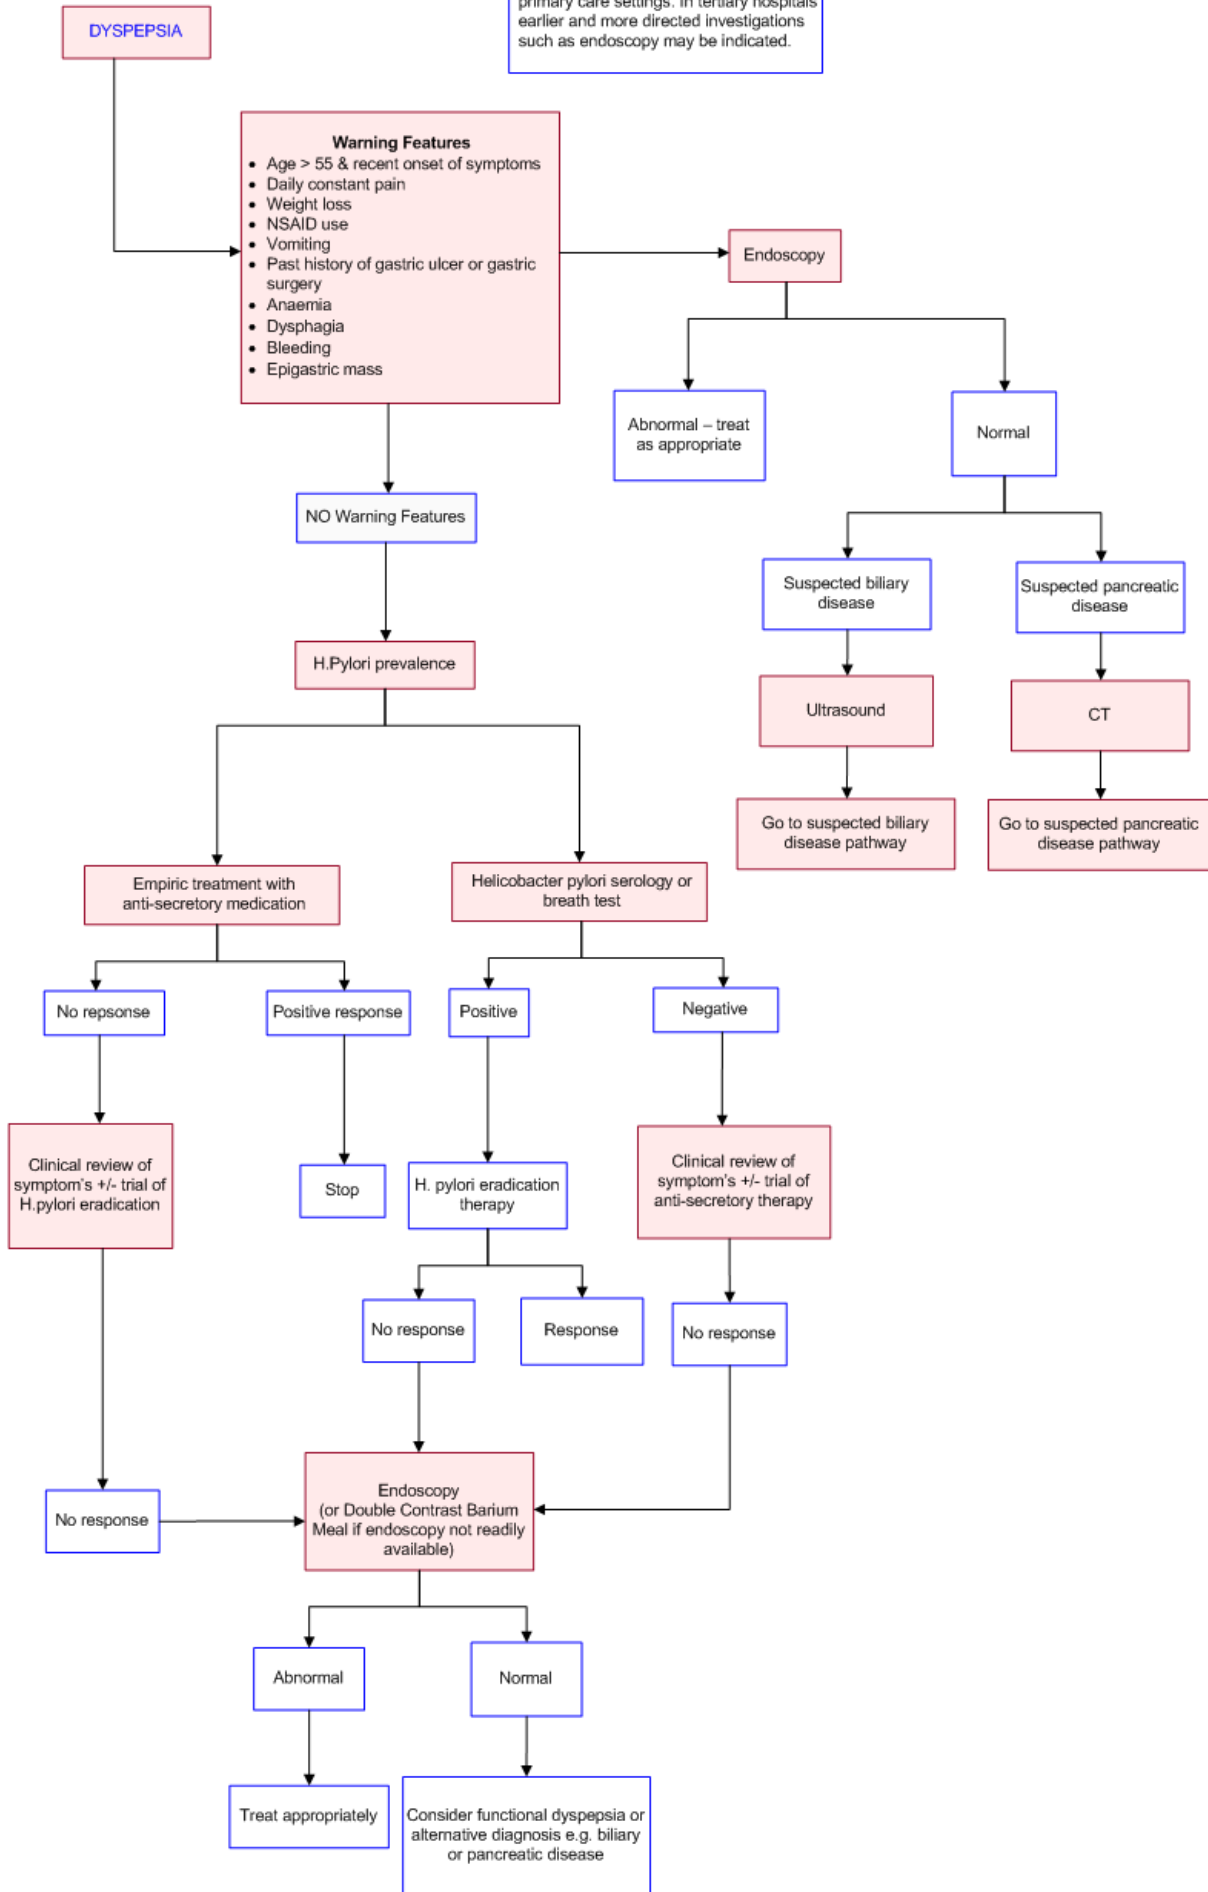 primary care settings. In tertiary hospitals
earlier and more directed investigations
such as endoscopy may be indicated.
DYSPEPSIA
Warning Features
• Age > 55 & recent onset of symptoms
• Daily constant pain
• Weight loss
• NSAID use
• Vomiting
• Past history of gastric ulcer or gastric
surgery
• Anaemia
• Dysphagia
• Bleeding
• Epigastric mass
Endoscopy
Abnormal – treat
as appropriate
Normal
NO Warning Features
Suspected biliary
disease
Suspected pancreatic
disease
H.Pylori prevalence
Ultrasound
CT
Go to suspected biliary
disease pathway
Go to suspected pancreatic
disease pathway
Empiric treatment with
anti-secretory medication
Helicobacter pylori serology or
breath test
No repsonse
Positive response
Positive
Negative
Clinical review of
symptom's +/- trial of
H.pylori eradication
Stop
H. pylori eradication
therapy
Clinical review of
symptom's +/- trial of
anti-secretory therapy
No response
Response
No response
No response
Endoscopy
(or Double Contrast Barium
Meal if endoscopy not readily
available)
Abnormal
Normal
Treat appropriately
Consider functional dyspepsia or
alternative diagnosis e.g. biliary
or pancreatic disease